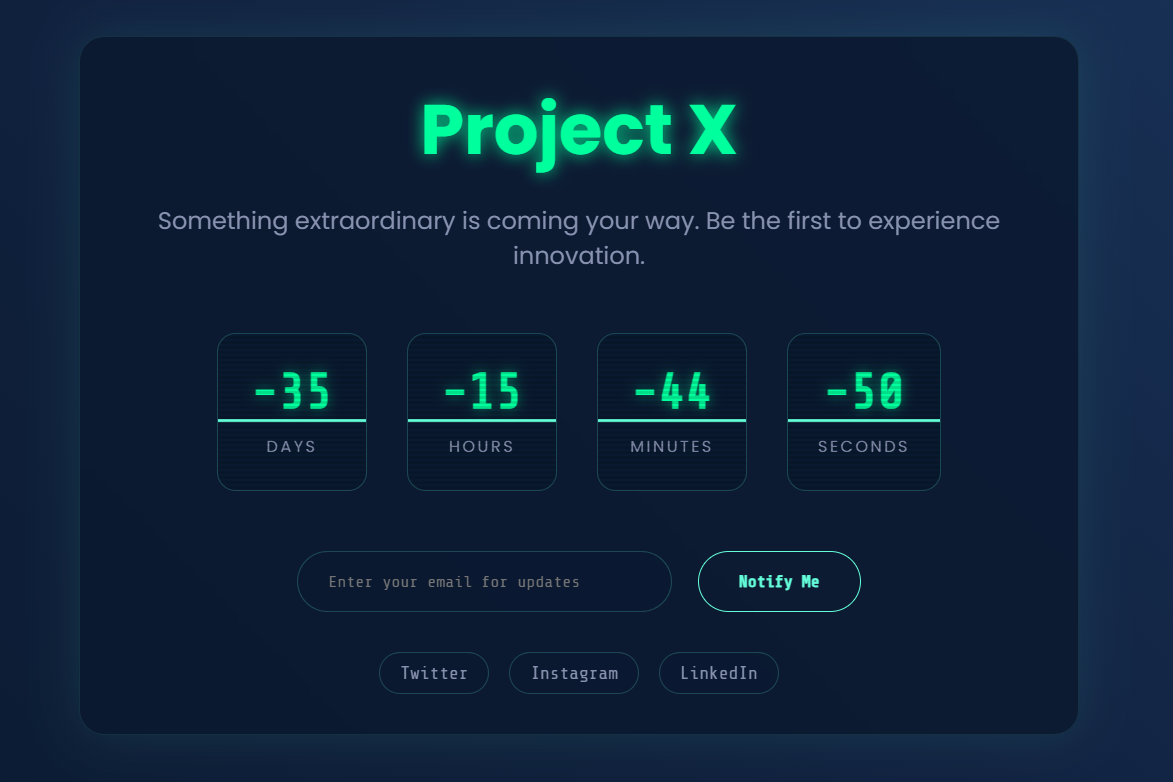 Project X
Something extraordinary is coming your way. Be the first to experience
innovation.
-35 -15 -44 -50
DAYS HOURS MINUTES SECONDS
Enter your email for updates Notify Me
Twitter Instagram LinkedIn